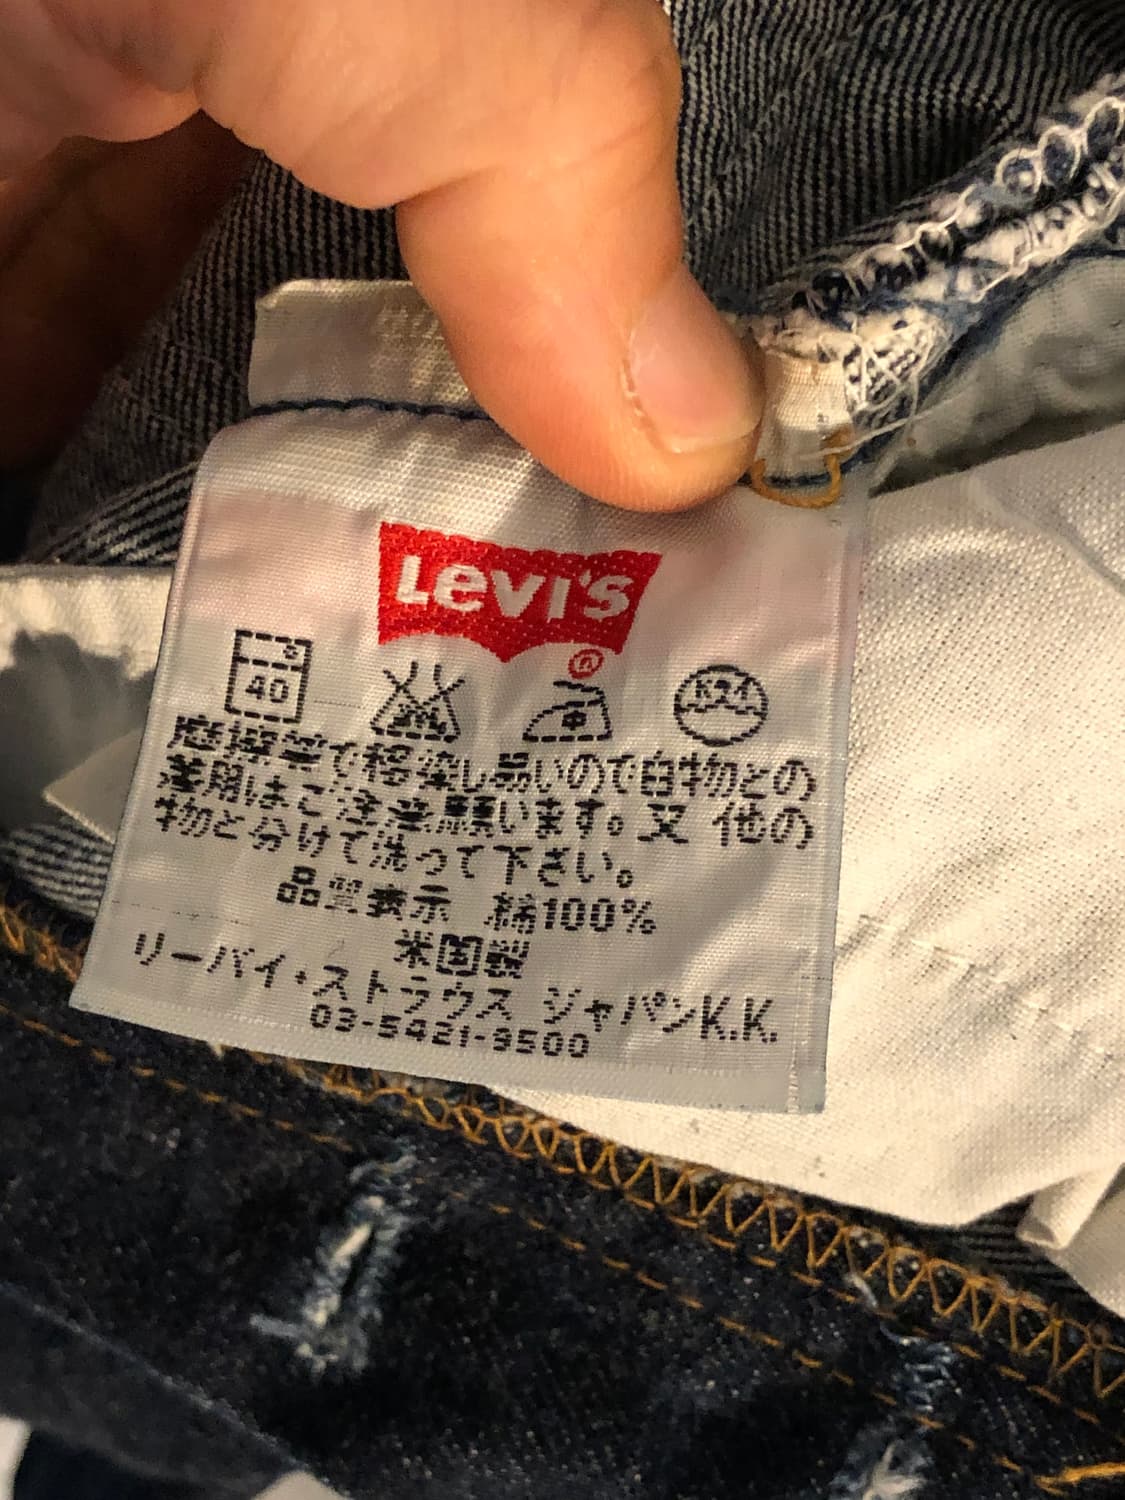 Levi's®
40 中
摩擦等で移染し易いので白物との
着用はご注意願います。又 他の
物と分けて洗って下さい。
品質表示 綿100%
米国製
リーバイ・ストラウス ジャパンK.K.
03-5421-9500